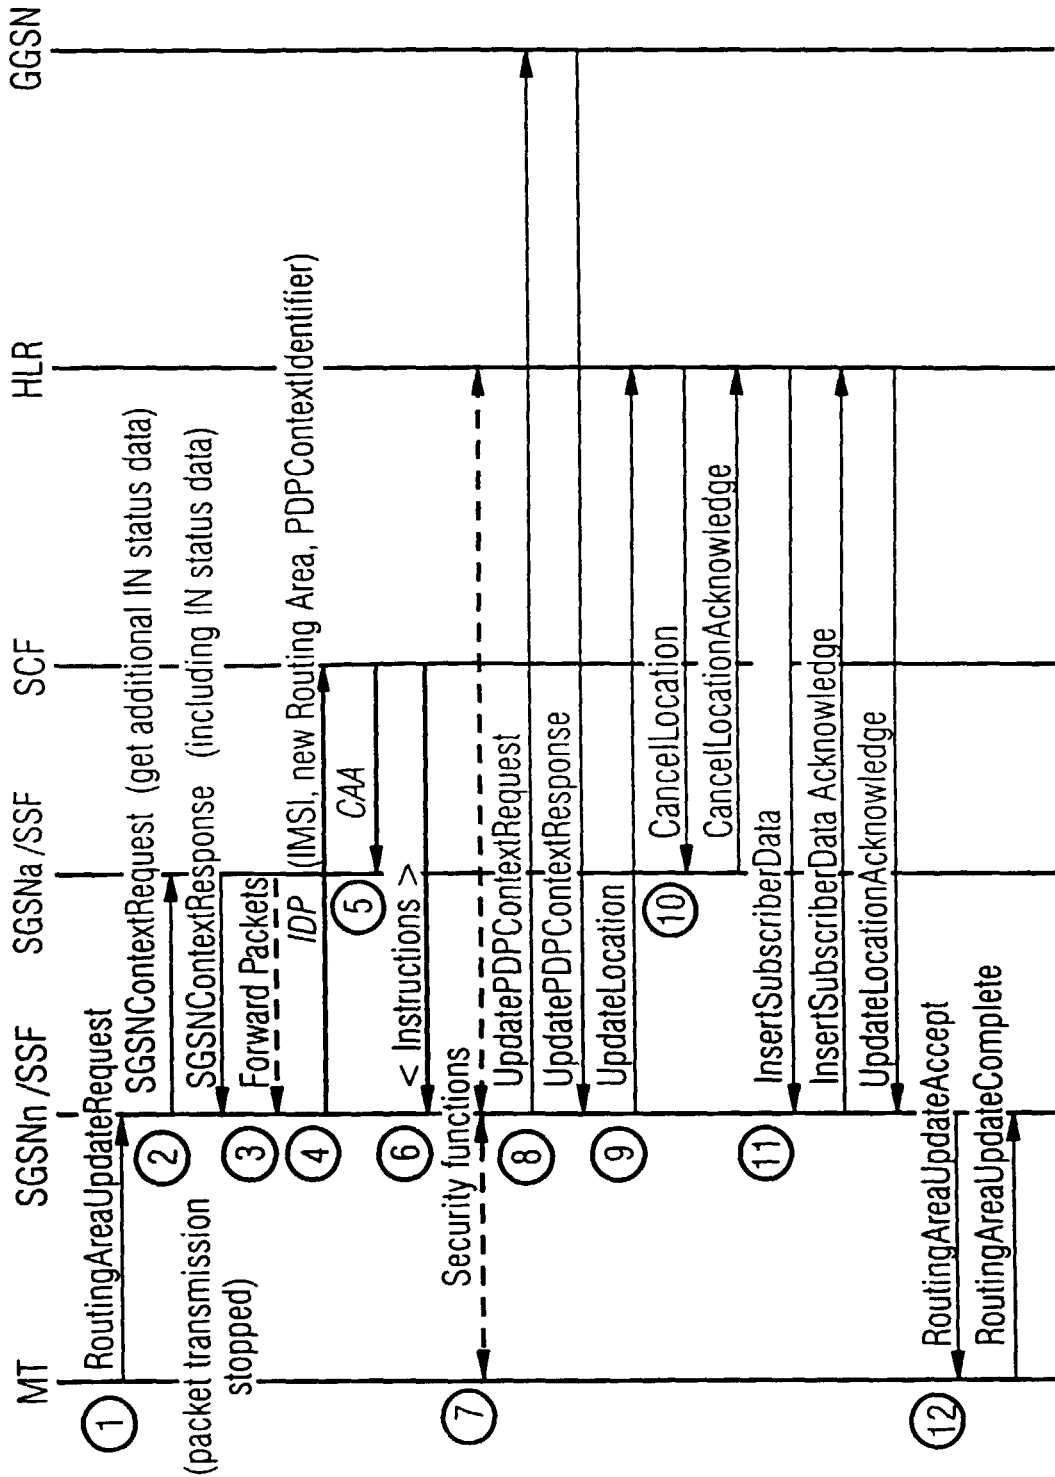 MT
SGSNn /SSF
SGSNa /SSF
SCF
HLR
GGSN
1
RoutingAreaUpdateRequest
(packet transmission
stopped)
2
SGSNContextRequest (get additional IN status data)
SGSNContextResponse (including IN status data)
3
Forward Packets
4
IDP (IMSI, new Routing Area, PDPContextIdentifier)
5
CAA
6
< Instructions >
7
Security functions
8
UpdatePDPContextRequest
UpdatePDPContextResponse
9
UpdateLocation
10
CancelLocation
CancelLocationAcknowledge
11
InsertSubscriberData
InsertSubscriberData Acknowledge
UpdateLocationAcknowledge
12
RoutingAreaUpdateAccept
RoutingAreaUpdateComplete